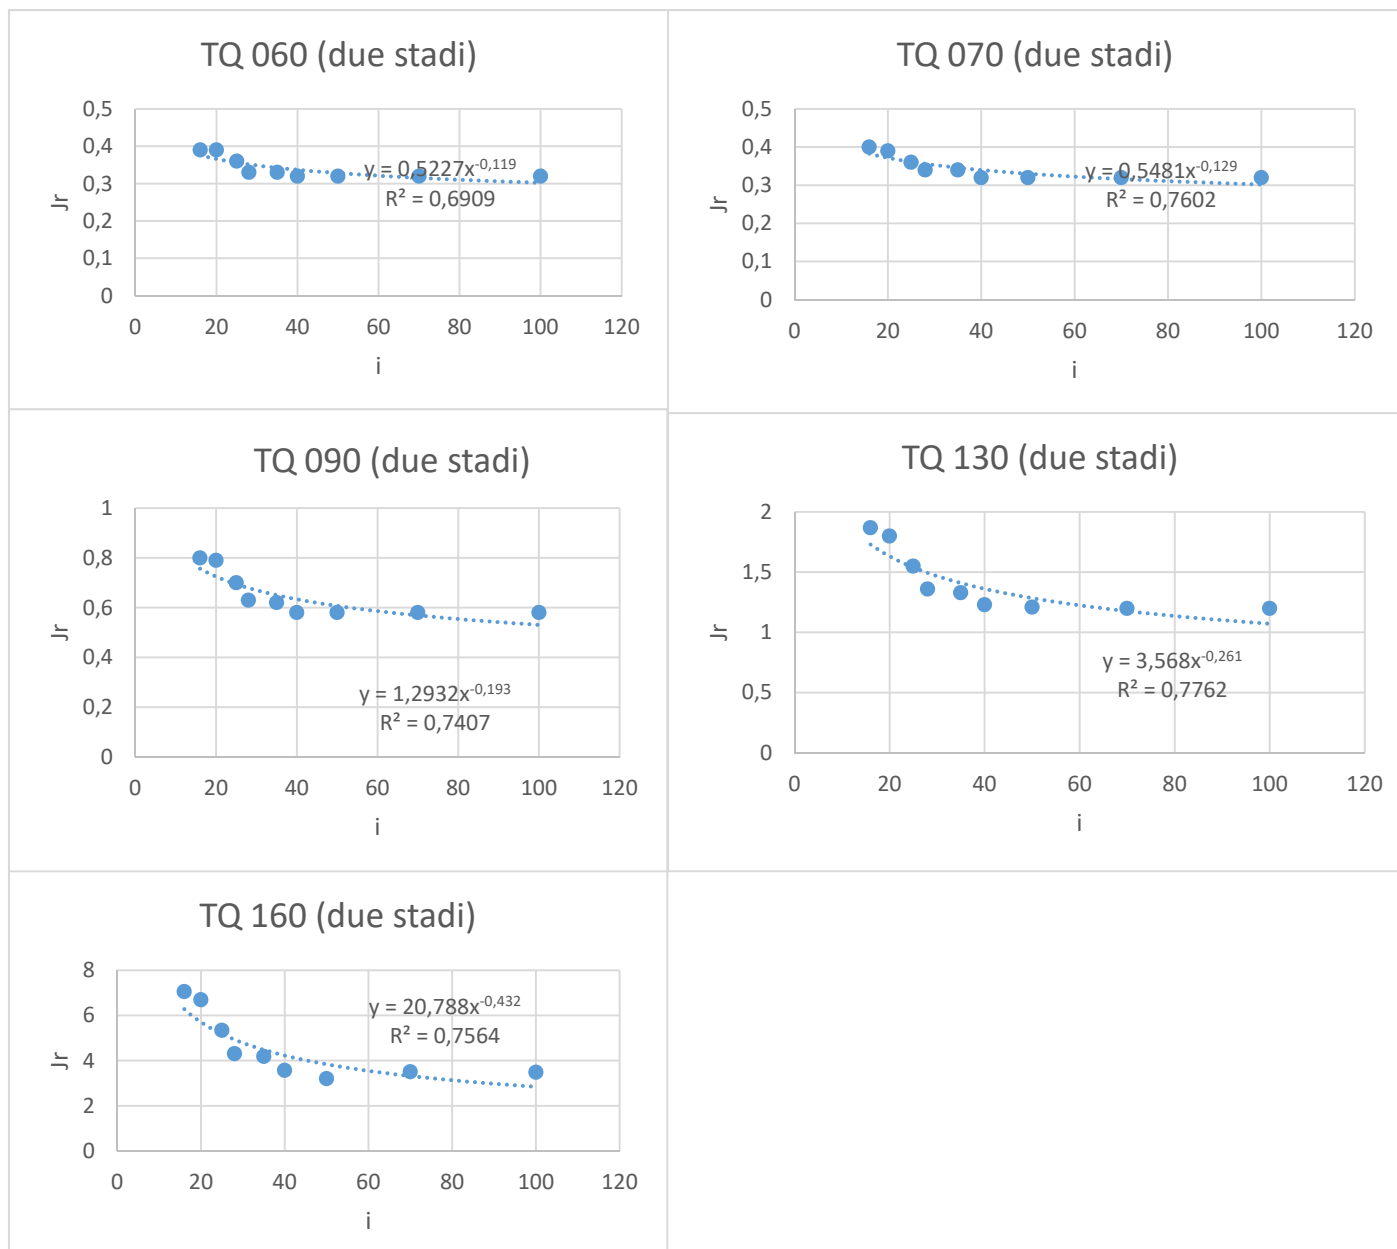 TQ 060 (due stadi)
0,5
0,4
0,3
0,2
0,1
0
Jr
y = 0,5227x^-0,119
R² = 0,6909
0 20 40 60 80 100 120
i
TQ 070 (due stadi)
0,5
0,4
0,3
0,2
0,1
0
Jr
y = 0,5481x^-0,129
R² = 0,7602
0 20 40 60 80 100 120
i
TQ 090 (due stadi)
1
0,8
0,6
0,4
0,2
0
Jr
y = 1,2932x^-0,193
R² = 0,7407
0 20 40 60 80 100 120
i
TQ 130 (due stadi)
2
1,5
1
0,5
0
Jr
y = 3,568x^-0,261
R² = 0,7762
0 20 40 60 80 100 120
i
TQ 160 (due stadi)
8
6
4
2
0
Jr
y = 20,788x^-0,432
R² = 0,7564
0 20 40 60 80 100 120
i